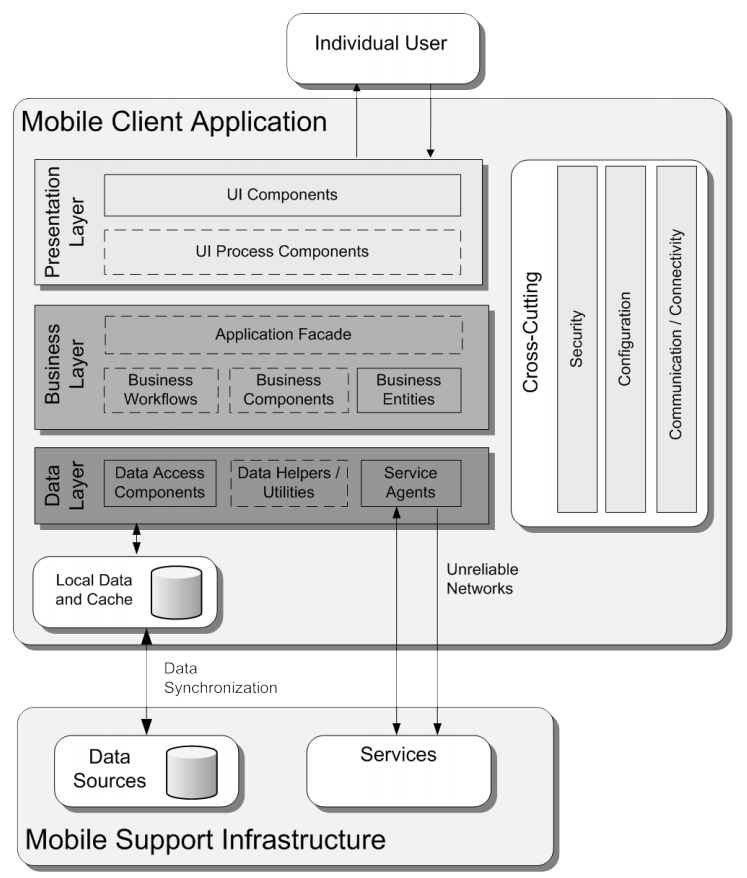 Individual User
Mobile Client Application
Presentation
Layer
UI Components
UI Process Components
Business
Layer
Application Facade
Business
Workflows
Business
Components
Business
Entities
Data
Layer
Data Access
Components
Data Helpers /
Utilities
Service
Agents
Cross-Cutting
Security
Configuration
Communication / Connectivity
Local Data
and Cache
Unreliable
Networks
Data
Synchronization
Data
Sources
Services
Mobile Support Infrastructure